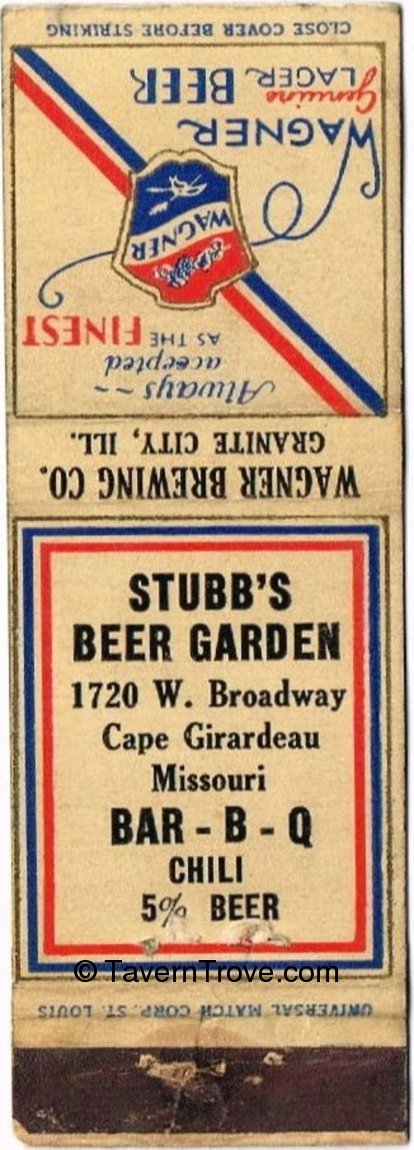 CLOSE COVER BEFORE STRIKING
WAGNER
Genuine
LAGER BEER
WAGNER
Always~~
accepted
AS THE FINEST
WAGNER BREWING CO.
GRANITE CITY, ILL.
STUBB'S
BEER GARDEN
1720 W. Broadway
Cape Girardeau
Missouri
BAR - B - Q
CHILI
5% BEER
© TavernTrove.com
UNIVERSAL MATCH CORP. ST. LOUIS